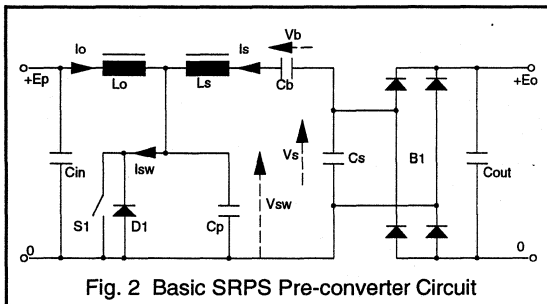 Vb
Io Is
+Ep Lo Ls Cb +Eo
Cin Isw Vs Cs B1 Cout
S1 D1 Cp Vsw
0 0
Fig. 2 Basic SRPS Pre-converter Circuit